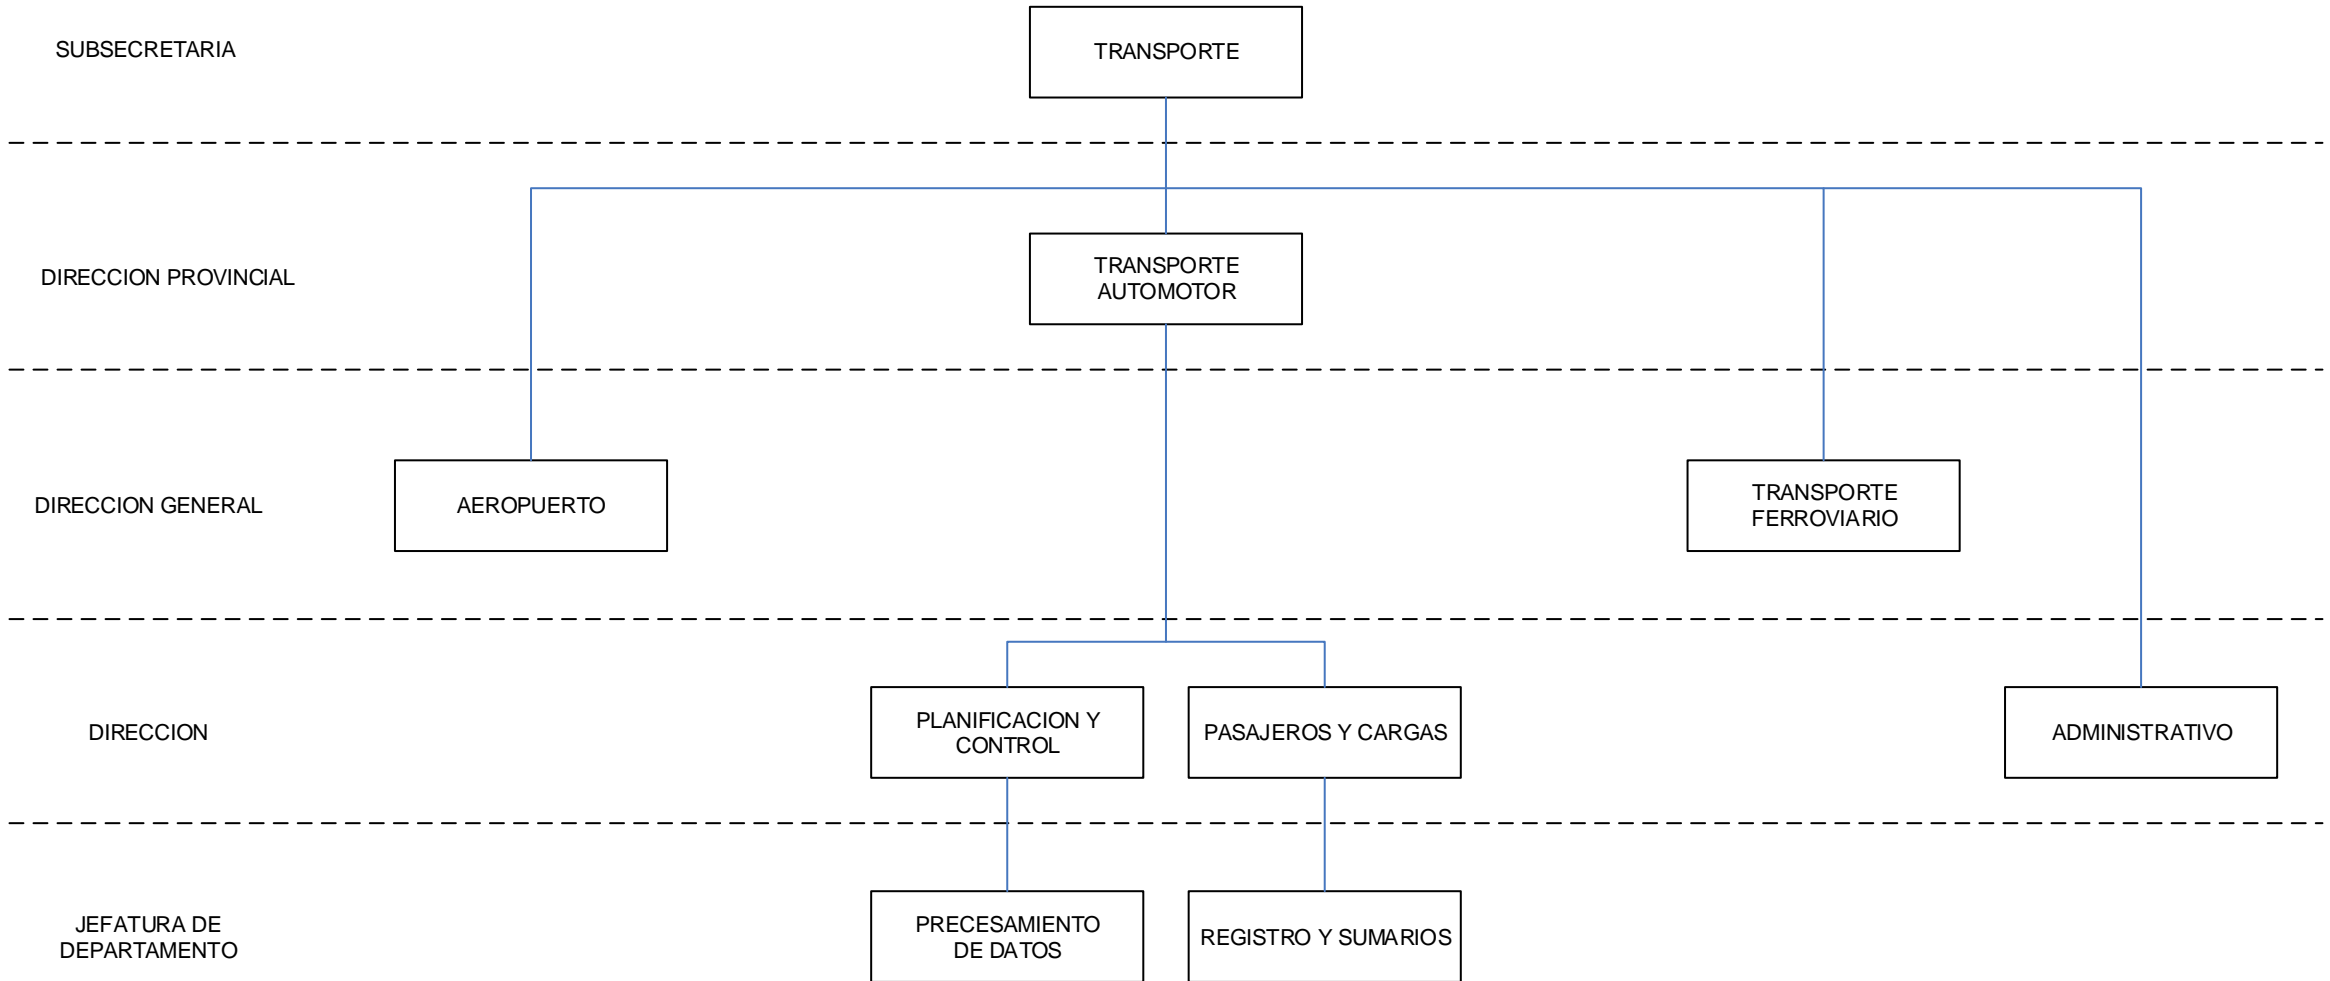 SUBSECRETARIA
TRANSPORTE
DIRECCION PROVINCIAL
TRANSPORTE
AUTOMOTOR
DIRECCION GENERAL
AEROPUERTO
TRANSPORTE
FERROVIARIO
DIRECCION
PLANIFICACION Y
CONTROL
PASAJEROS Y CARGAS
ADMINISTRATIVO
JEFATURA DE
DEPARTAMENTO
PRECESAMIENTO
DE DATOS
REGISTRO Y SUMARIOS